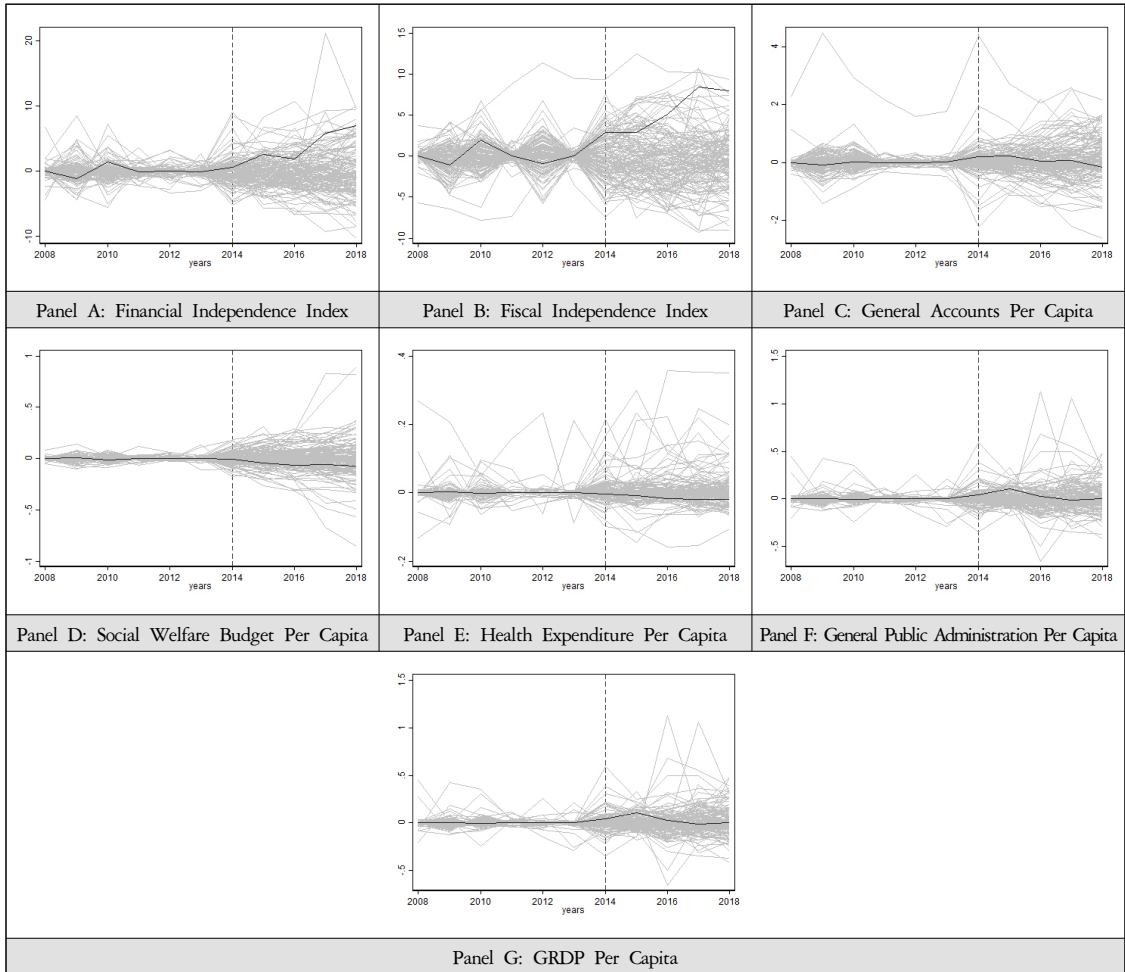 20
10
0
-10
2008 2010 2012 2014 2016 2018
years
15
10
5
0
-5
-10
2008 2010 2012 2014 2016 2018
years
4
2
0
-2
2008 2010 2012 2014 2016 2018
years
Panel A: Financial Independence Index
Panel B: Fiscal Independence Index
Panel C: General Accounts Per Capita
1
.5
0
-.5
-1
2008 2010 2012 2014 2016 2018
years
.4
.2
0
-.2
2008 2010 2012 2014 2016 2018
years
1.5
1
.5
0
-.5
2008 2010 2012 2014 2016 2018
years
Panel D: Social Welfare Budget Per Capita
Panel E: Health Expenditure Per Capita
Panel F: General Public Administration Per Capita
1.5
1
.5
0
-.5
2008 2010 2012 2014 2016 2018
years
Panel G: GRDP Per Capita